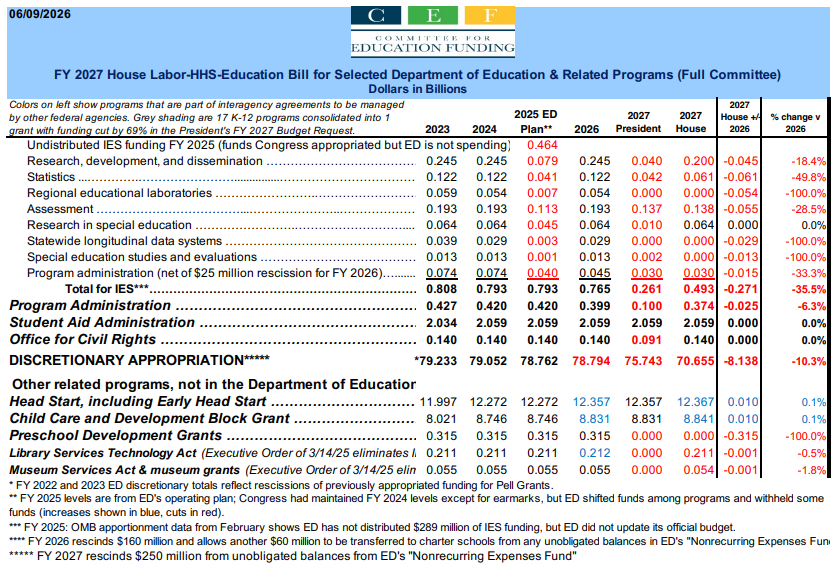 06/09/2026
C E F
COMMITTEE FOR
EDUCATION FUNDING
FY 2027 House Labor-HHS-Education Bill for Selected Department of Education & Related Programs (Full Committee)
Dollars in Billions
Colors on left show programs that are part of interagency agreements to be managed
by other federal agencies. Grey shading are 17 K-12 programs consolidated into 1
grant with funding cut by 69% in the President's FY 2027 Budget Request.
2023 2024 2025 ED Plan** 2026 2027 President 2027 House 2027 House +/- 2026 % change v 2026
Undistributed IES funding FY 2025 (funds Congress appropriated but ED is not spending) 0.464
Research, development, and dissemination 0.245 0.245 0.079 0.245 0.040 0.200 -0.045 -18.4%
Statistics 0.122 0.122 0.041 0.122 0.042 0.061 -0.061 -49.8%
Regional educational laboratories 0.059 0.054 0.007 0.054 0.000 0.000 -0.054 -100.0%
Assessment 0.193 0.193 0.113 0.193 0.137 0.138 -0.055 -28.5%
Research in special education 0.064 0.064 0.045 0.064 0.010 0.064 0.000 0.0%
Statewide longitudinal data systems 0.039 0.029 0.003 0.029 0.000 0.000 -0.029 -100.0%
Special education studies and evaluations 0.013 0.013 0.001 0.013 0.002 0.000 -0.013 -100.0%
Program administration (net of $25 million rescission for FY 2026) 0.074 0.074 0.040 0.045 0.030 0.030 -0.015 -33.3%
Total for IES*** 0.808 0.793 0.793 0.765 0.261 0.493 -0.271 -35.5%
Program Administration 0.427 0.420 0.420 0.399 0.100 0.374 -0.025 -6.3%
Student Aid Administration 2.034 2.059 2.059 2.059 2.059 2.059 0.000 0.0%
Office for Civil Rights 0.140 0.140 0.140 0.140 0.091 0.140 0.000 0.0%
DISCRETIONARY APPROPRIATION***** *79.233 79.052 78.762 78.794 75.743 70.655 -8.138 -10.3%
Other related programs, not in the Department of Education
Head Start, including Early Head Start 11.997 12.272 12.272 12.357 12.357 12.367 0.010 0.1%
Child Care and Development Block Grant 8.021 8.746 8.746 8.831 8.831 8.841 0.010 0.1%
Preschool Development Grants 0.315 0.315 0.315 0.315 0.000 0.000 -0.315 -100.0%
Library Services Technology Act (Executive Order of 3/14/25 eliminates 0.211 0.211 0.211 0.212 0.000 0.211 -0.001 -0.5%
Museum Services Act & museum grants (Executive Order of 3/14/25 elim 0.055 0.055 0.055 0.055 0.000 0.054 -0.001 -1.8%
* FY 2022 and 2023 ED discretionary totals reflect rescissions of previously appropriated funding for Pell Grants.
** FY 2025 levels are from ED's operating plan; Congress had maintained FY 2024 levels except for earmarks, but ED shifted funds among programs and withheld some
funds (increases shown in blue, cuts in red).
*** FY 2025: OMB apportionment data from February shows ED has not distributed $289 million of IES funding, but ED did not update its official budget.
**** FY 2026 rescinds $160 million and allows another $60 million to be transferred to charter schools from any unobligated balances in ED's "Nonrecurring Expenses Fun
***** FY 2027 rescinds $250 million from unobligated balances from ED's "Nonrecurring Expenses Fund"